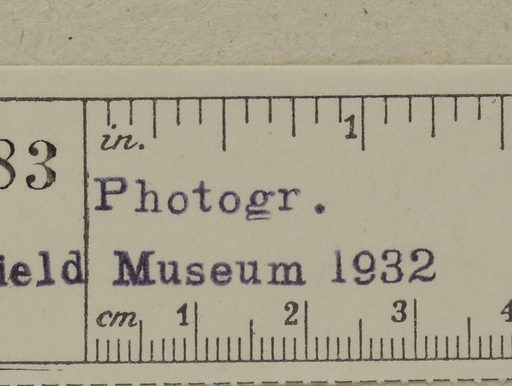 in. 1
83
Photogr.
ield Museum 1932
cm 1 2 3 4